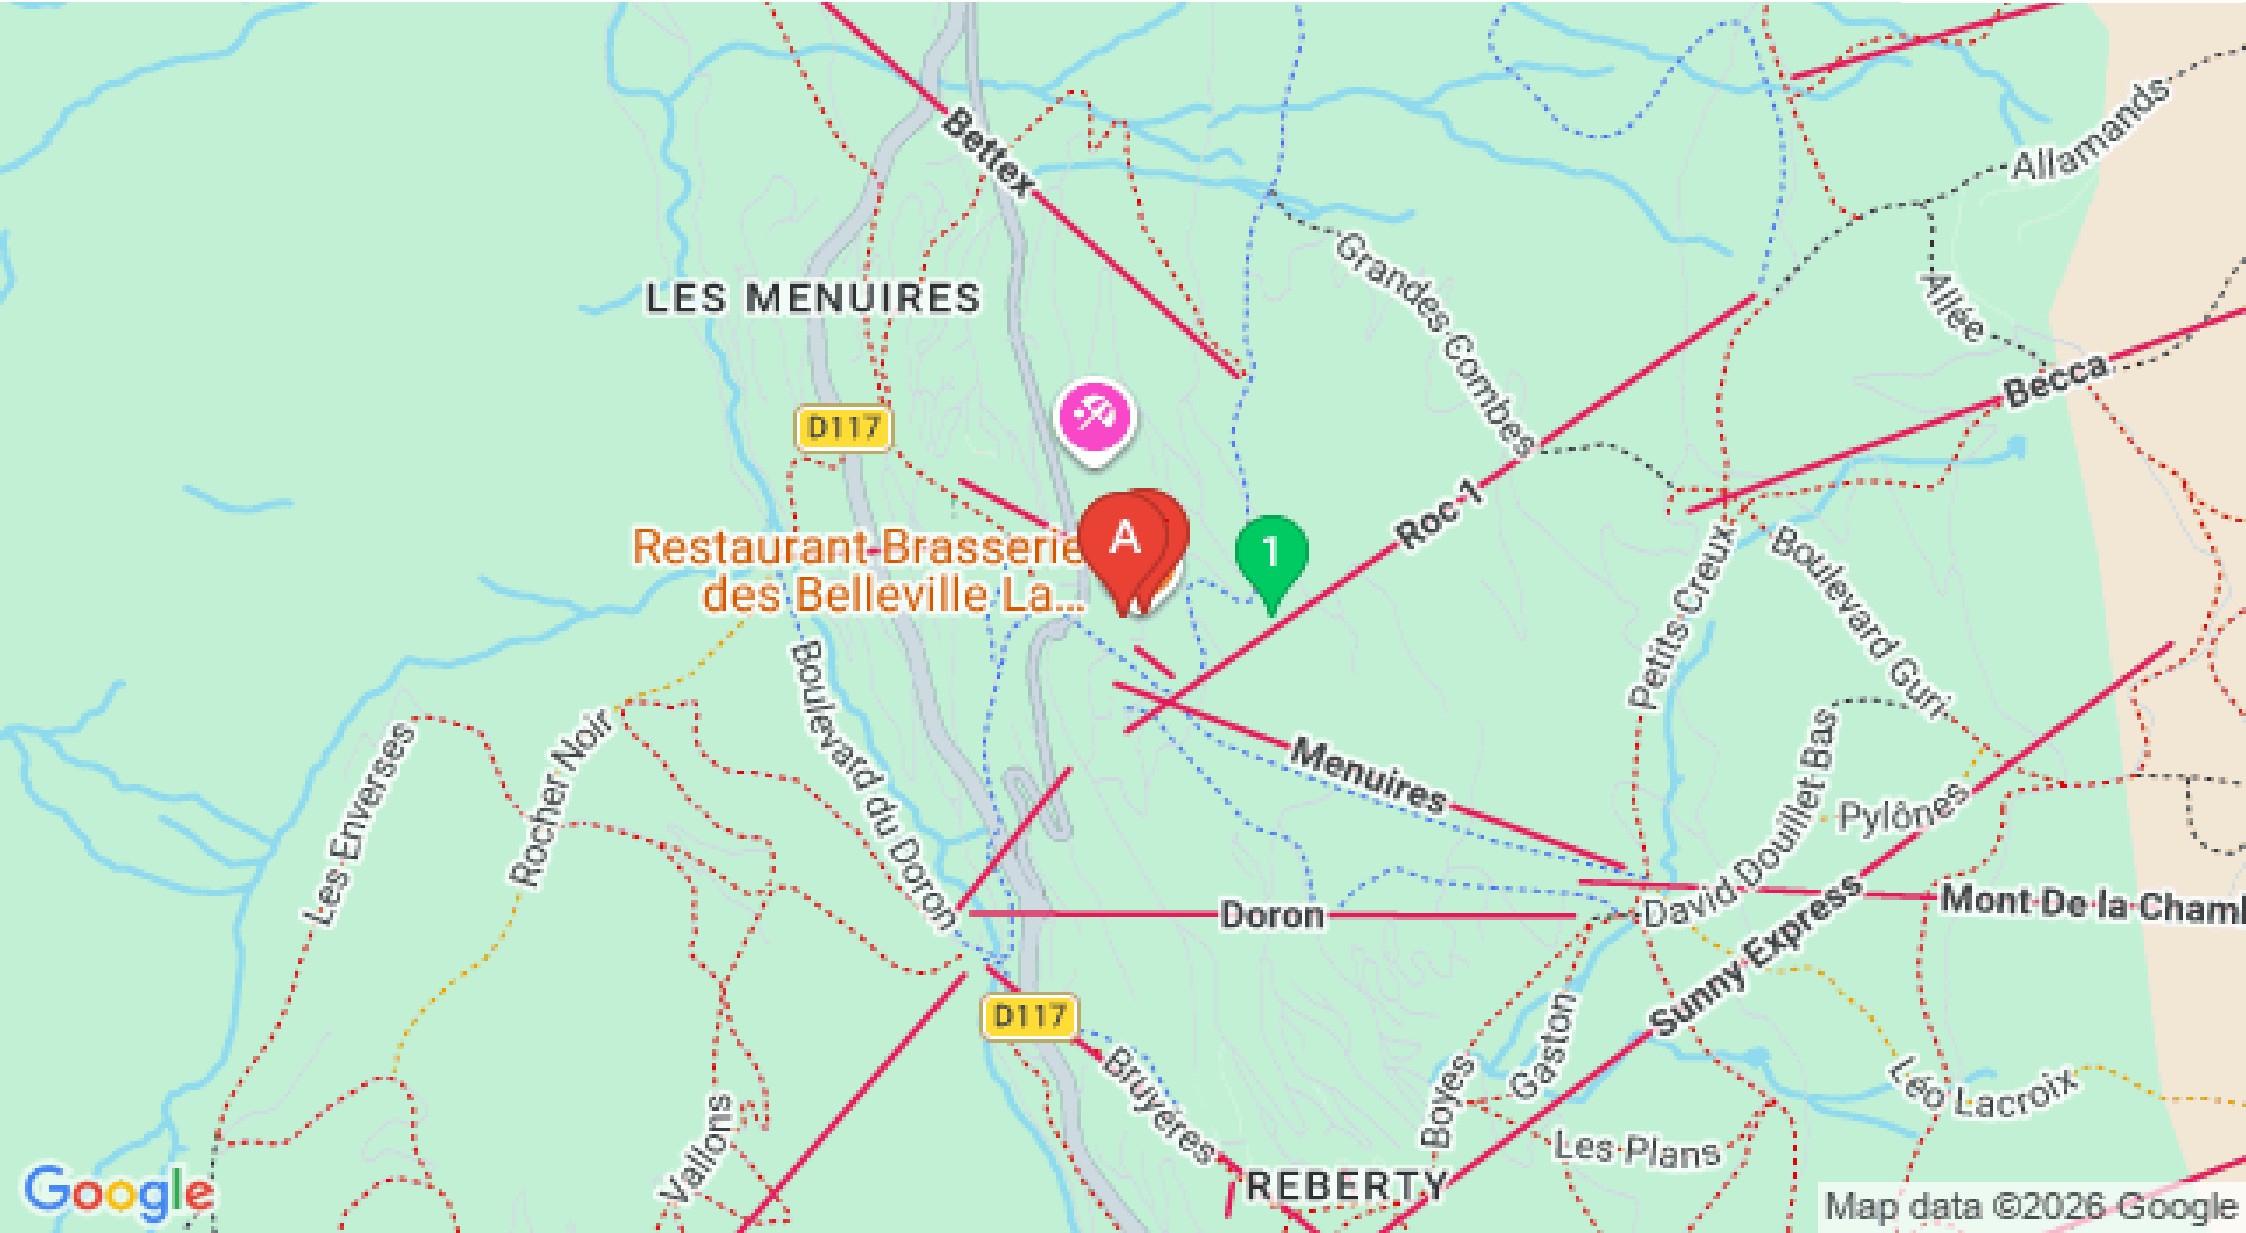 Bettex
Allamands
Grandes Combes
Allée
LES MENUIRES
Becca
D117
Roc 1
A
1
Restaurant Brasserie
des Belleville La...
Petits Creux
Boulevard Guri
Boulevard du Doron
Les Enverses
Rocher Noir
Menuires
David Douillet Bas
Pylônes
Doron
Mont De la Chaml
Sunny Express
D117
Gaston
Boyes
Bruyères
Léo Lacroix
Les Plans
Vallons
REBERTY
Google
Map data ©2026 Google